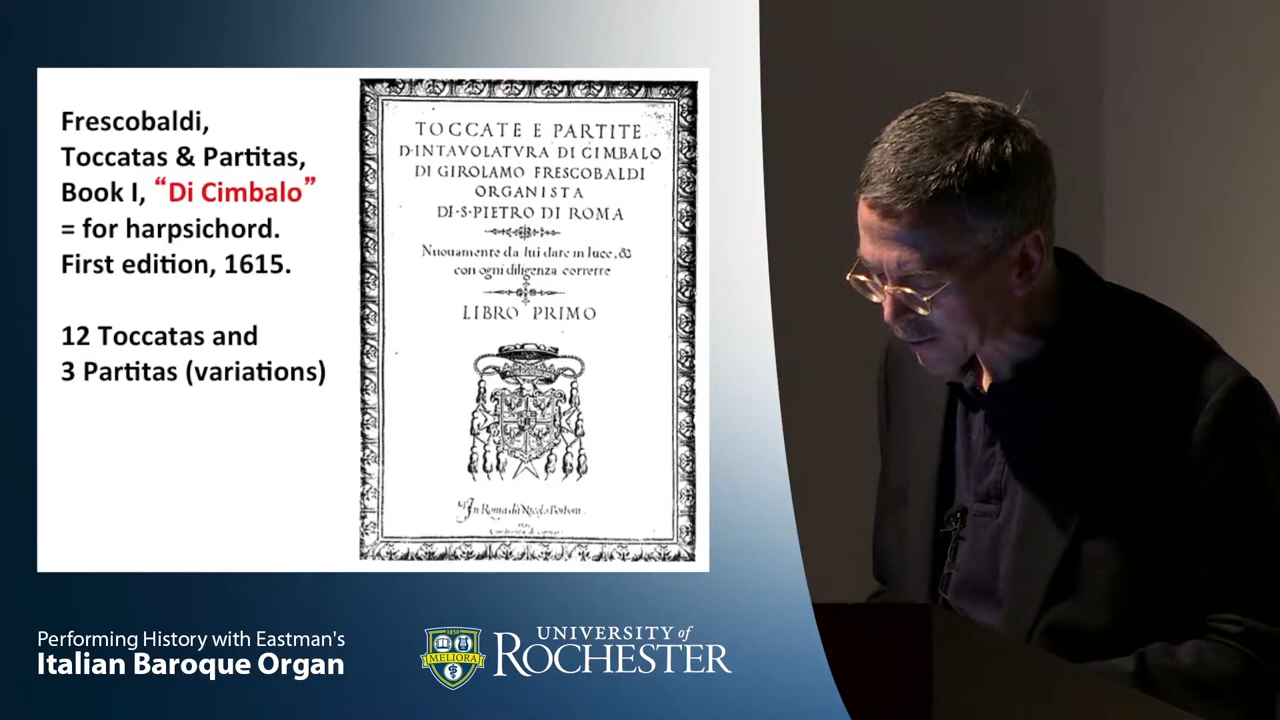 Frescobaldi,
Toccatas & Partitas,
Book I, “Di Cimbalo”
= for harpsichord.
First edition, 1615.
12 Toccatas and
3 Partitas (variations)
TOCCATE E PARTITE
D·INTAVOLATVRA DI CIMBALO
DI GIROLAMO FRESCOBALDI
ORGANISTA
DI·S·PIETRO DI ROMA
Nuouamente da lui date in luce, &
con ogni diligenza corrette
LIBRO PRIMO
In Roma da Nicolo
Performing History with Eastman's
Italian Baroque Organ
1850
MELIORA
UNIVERSITY of
ROCHESTER